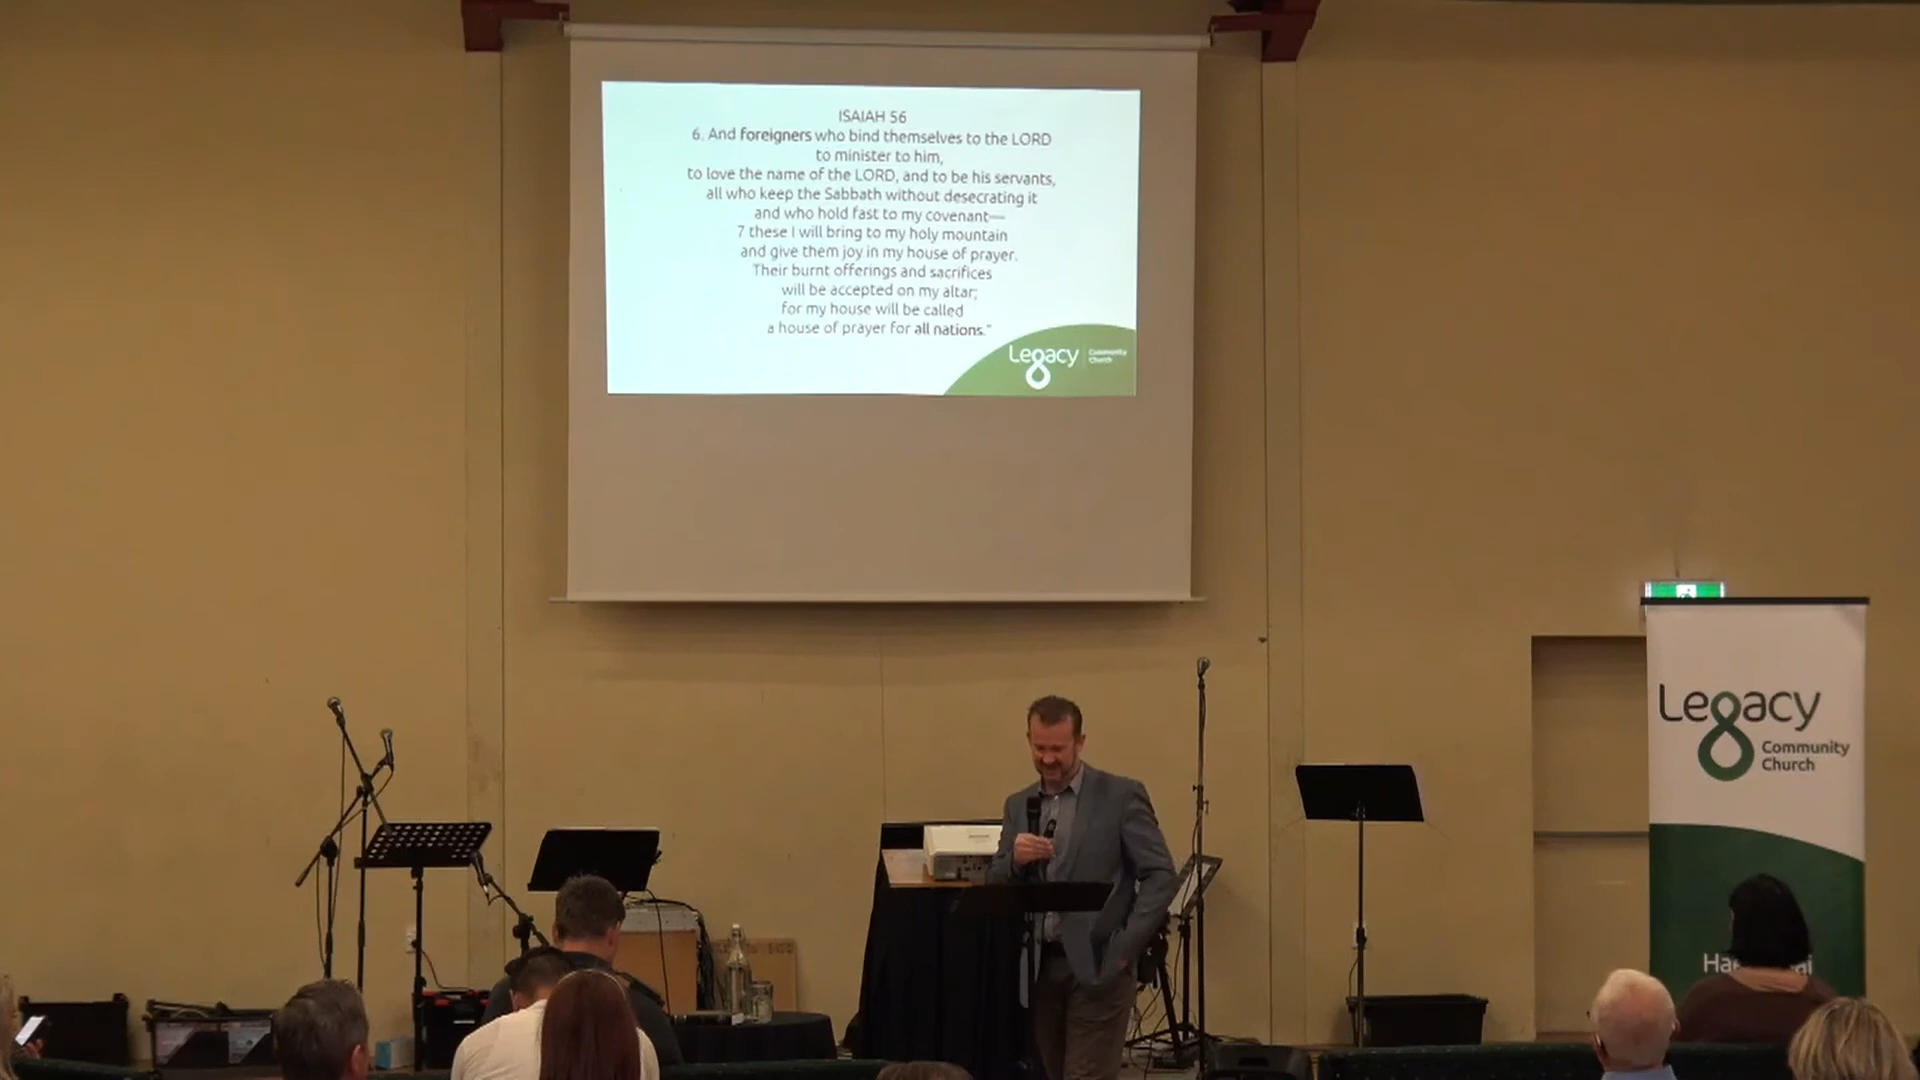 ISAIAH 56
6. And foreigners who bind themselves to the LORD
to minister to him,
to love the name of the LORD, and to be his servants,
all who keep the Sabbath without desecrating it
and who hold fast to my covenant—
7 these I will bring to my holy mountain
and give them joy in my house of prayer.
Their burnt offerings and sacrifices
will be accepted on my altar;
for my house will be called
a house of prayer for all nations."
Legacy
Community
Church
Legacy
Community
Church